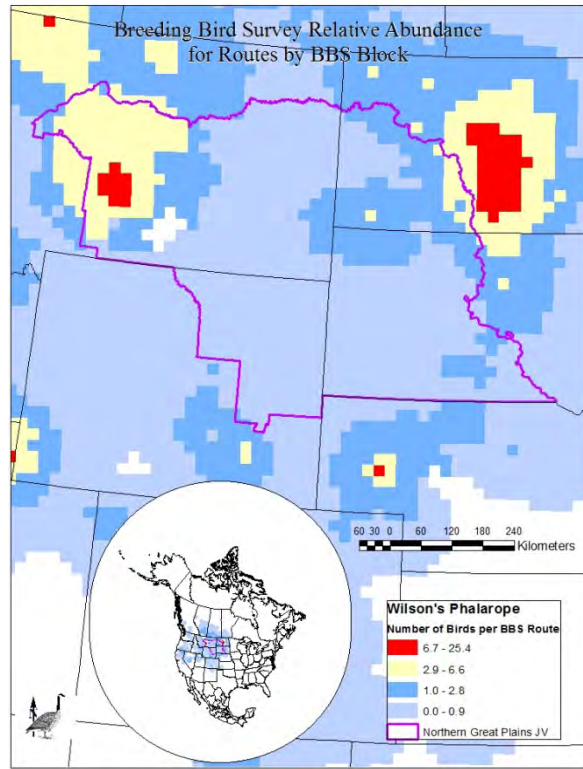 Breeding Bird Survey Relative Abundance
for Routes by BBS Block
60 30 0 60 120 180 240
Kilometers
Wilson's Phalarope
Number of Birds per BBS Route
6.7 - 25.4
2.9 - 6.6
1.0 - 2.8
0.0 - 0.9
Northern Great Plains JV